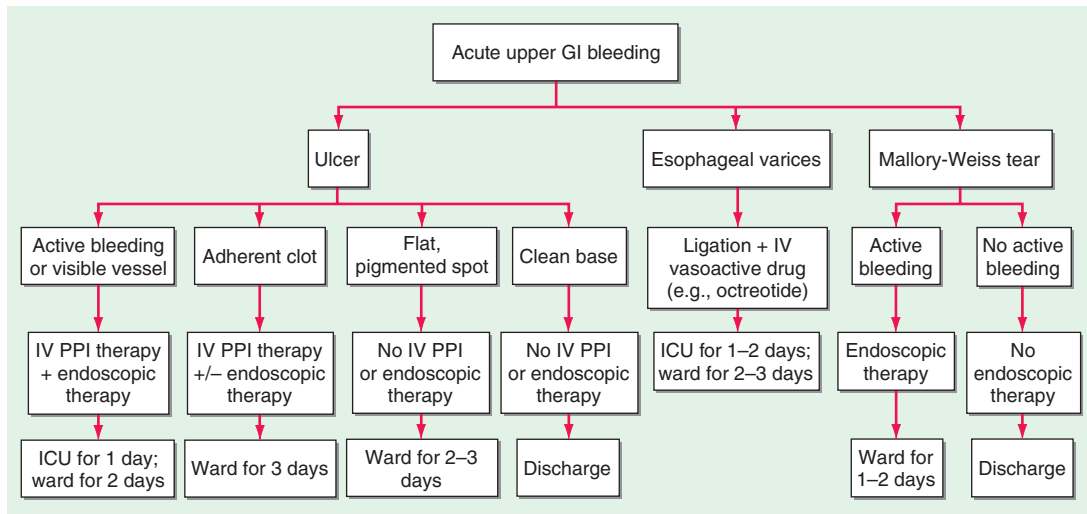 Acute upper GI bleeding
Ulcer
Esophageal varices
Mallory-Weiss tear
Active bleeding
or visible vessel
Adherent clot
Flat,
pigmented spot
Clean base
Ligation + IV
vasoactive drug
(e.g., octreotide)
Active
bleeding
No active
bleeding
IV PPI therapy
+ endoscopic
therapy
IV PPI therapy
+/– endoscopic
therapy
No IV PPI
or endoscopic
therapy
No IV PPI
or endoscopic
therapy
ICU for 1–2 days;
ward for 2–3 days
Endoscopic
therapy
No
endoscopic
therapy
ICU for 1 day;
ward for 2 days
Ward for 3 days
Ward for 2–3
days
Discharge
Ward for
1–2 days
Discharge